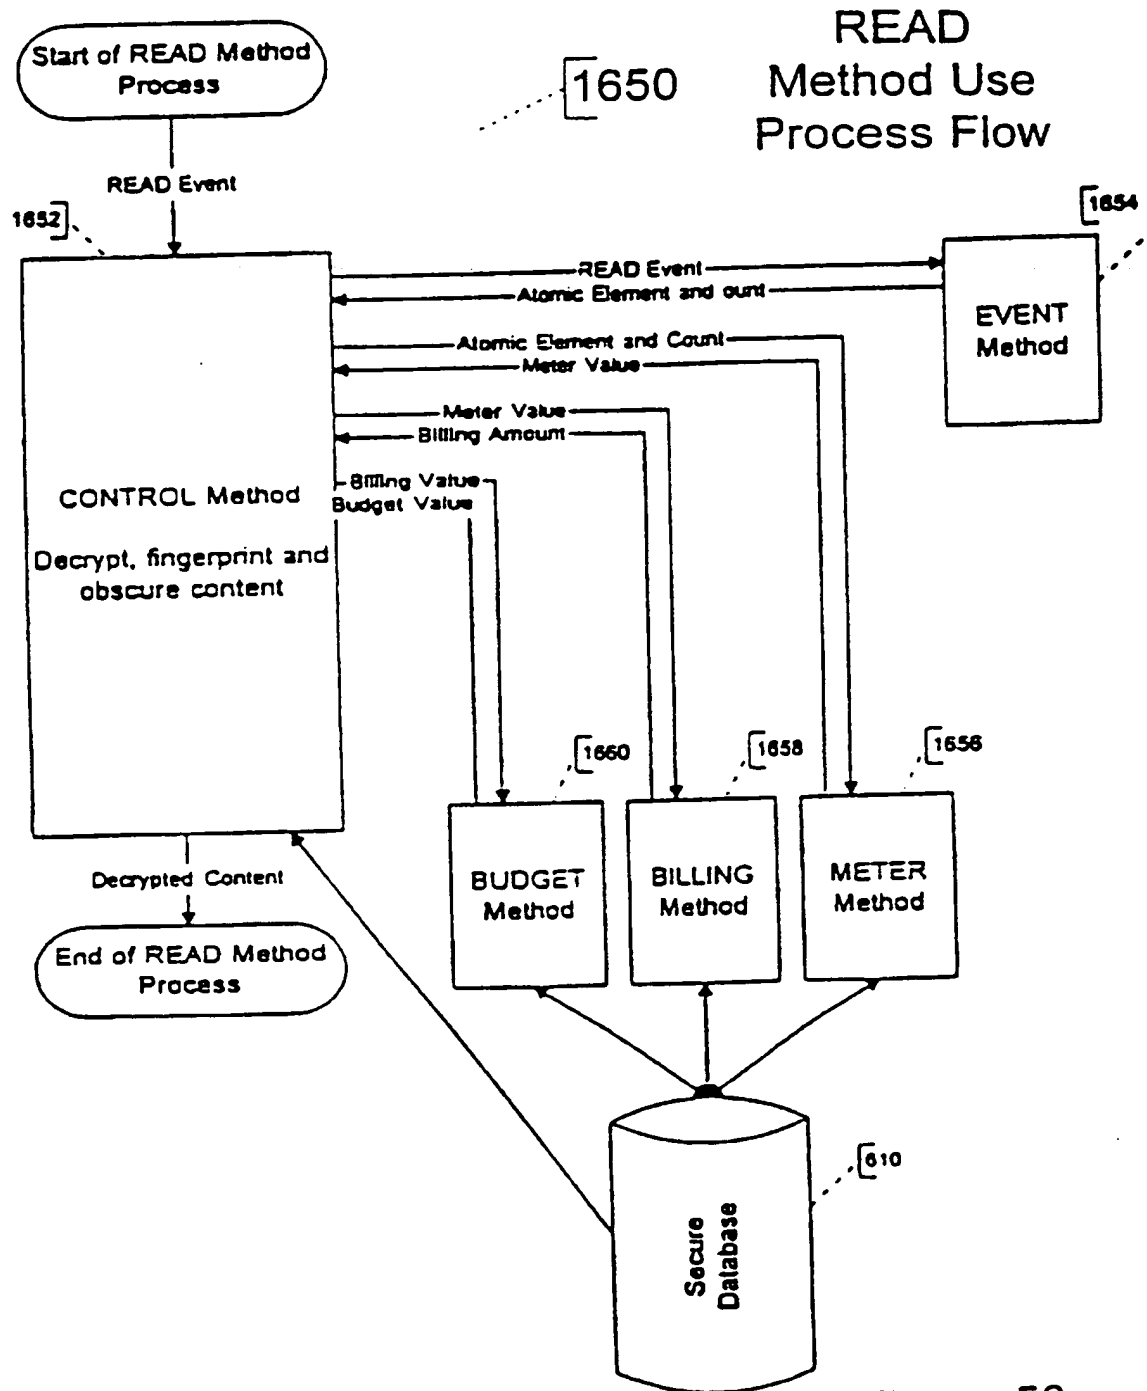 READ
Method Use
Process Flow
1650
Start of READ Method
Process
READ Event
1652
1654
READ Event
Atomic Element and ount
EVENT
Method
Atomic Element and Count
Meter Value
Meter Value
Billing Amount
Billing Value
Budget Value
CONTROL Method
Decrypt, fingerprint and
obscure content
1660
1658
1656
BUDGET
Method
BILLING
Method
METER
Method
Decrypted Content
End of READ Method
Process
610
Secure
Database